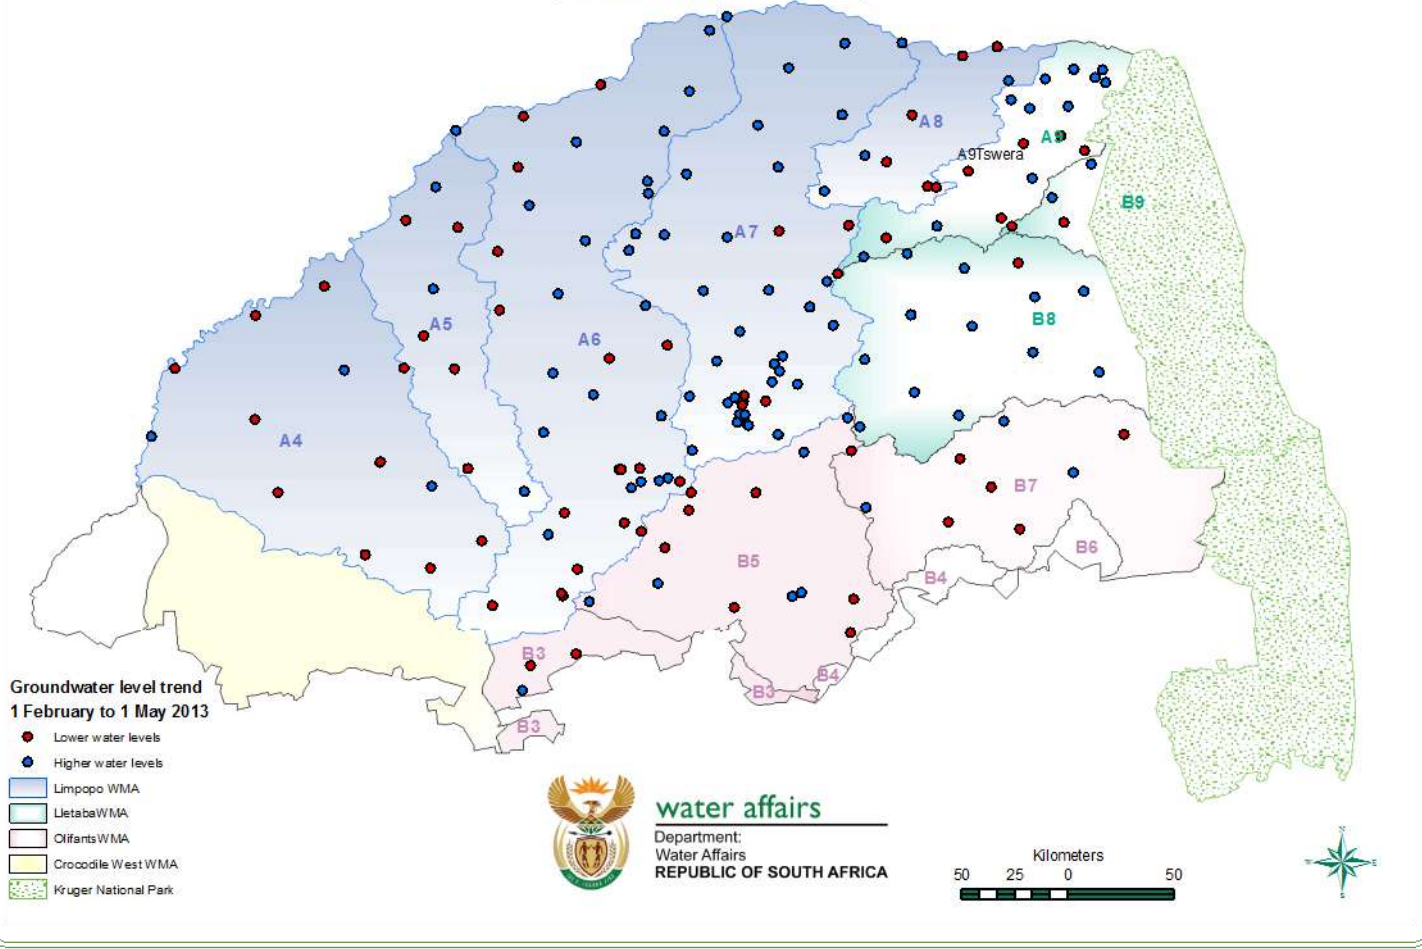 A8
A9
A9Tswera
B9
A7
B8
A5
A6
A4
B7
B6
B5
B4
B3
B4
B3
B3
Groundwater level trend
1 February to 1 May 2013
Lower water levels
Higher water levels
Limpopo WMA
LletabaWMA
OlifantsWMA
Crocodile West WMA
Kruger National Park
water affairs
Department:
Water Affairs
REPUBLIC OF SOUTH AFRICA
Kilometers
50 25 0 50
N
E
S